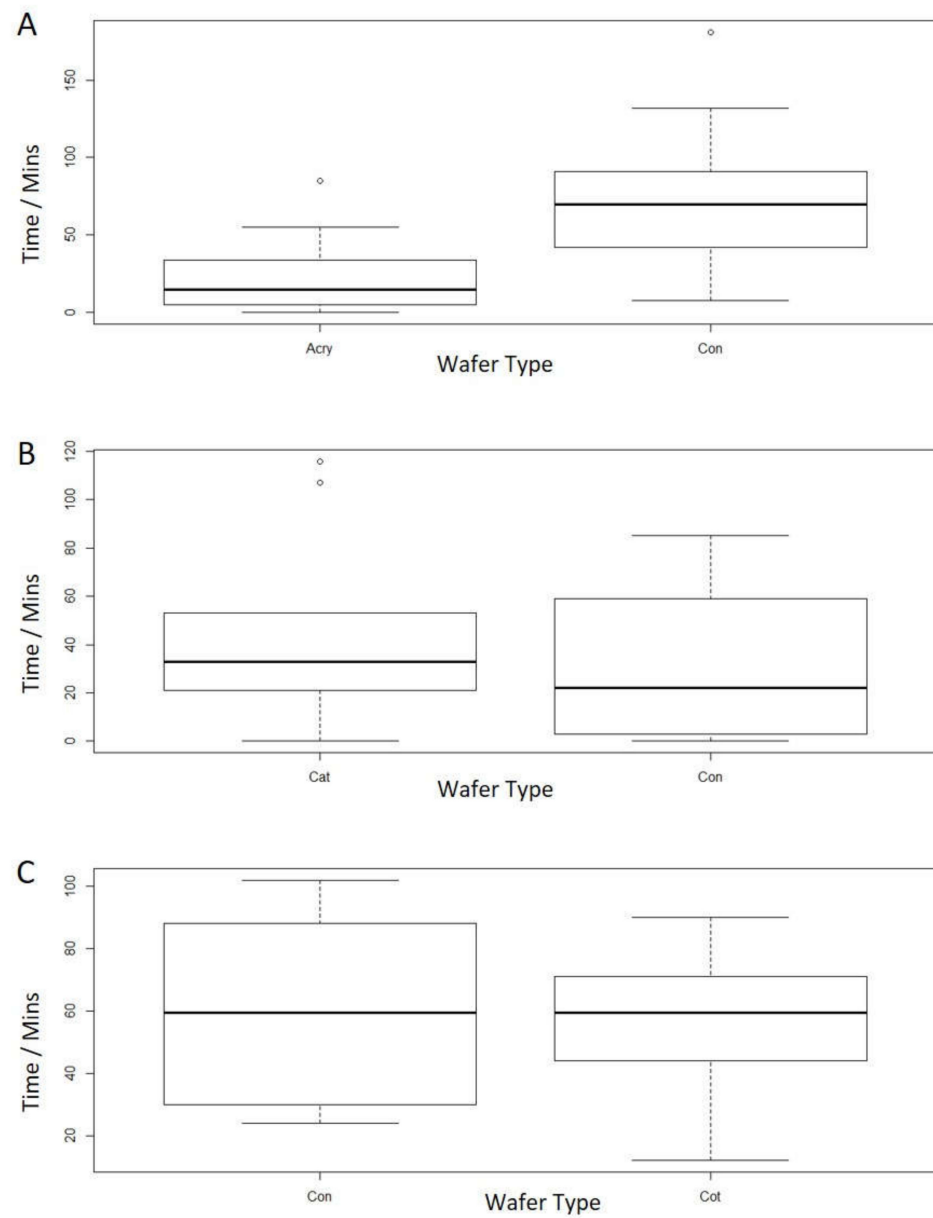 A
150
100
50
0
Time / Mins
Acry
Con
Wafer Type
B
120
100
80
60
40
20
0
Time / Mins
Cat
Con
Wafer Type
C
100
80
60
40
20
Time / Mins
Con
Cot
Wafer Type